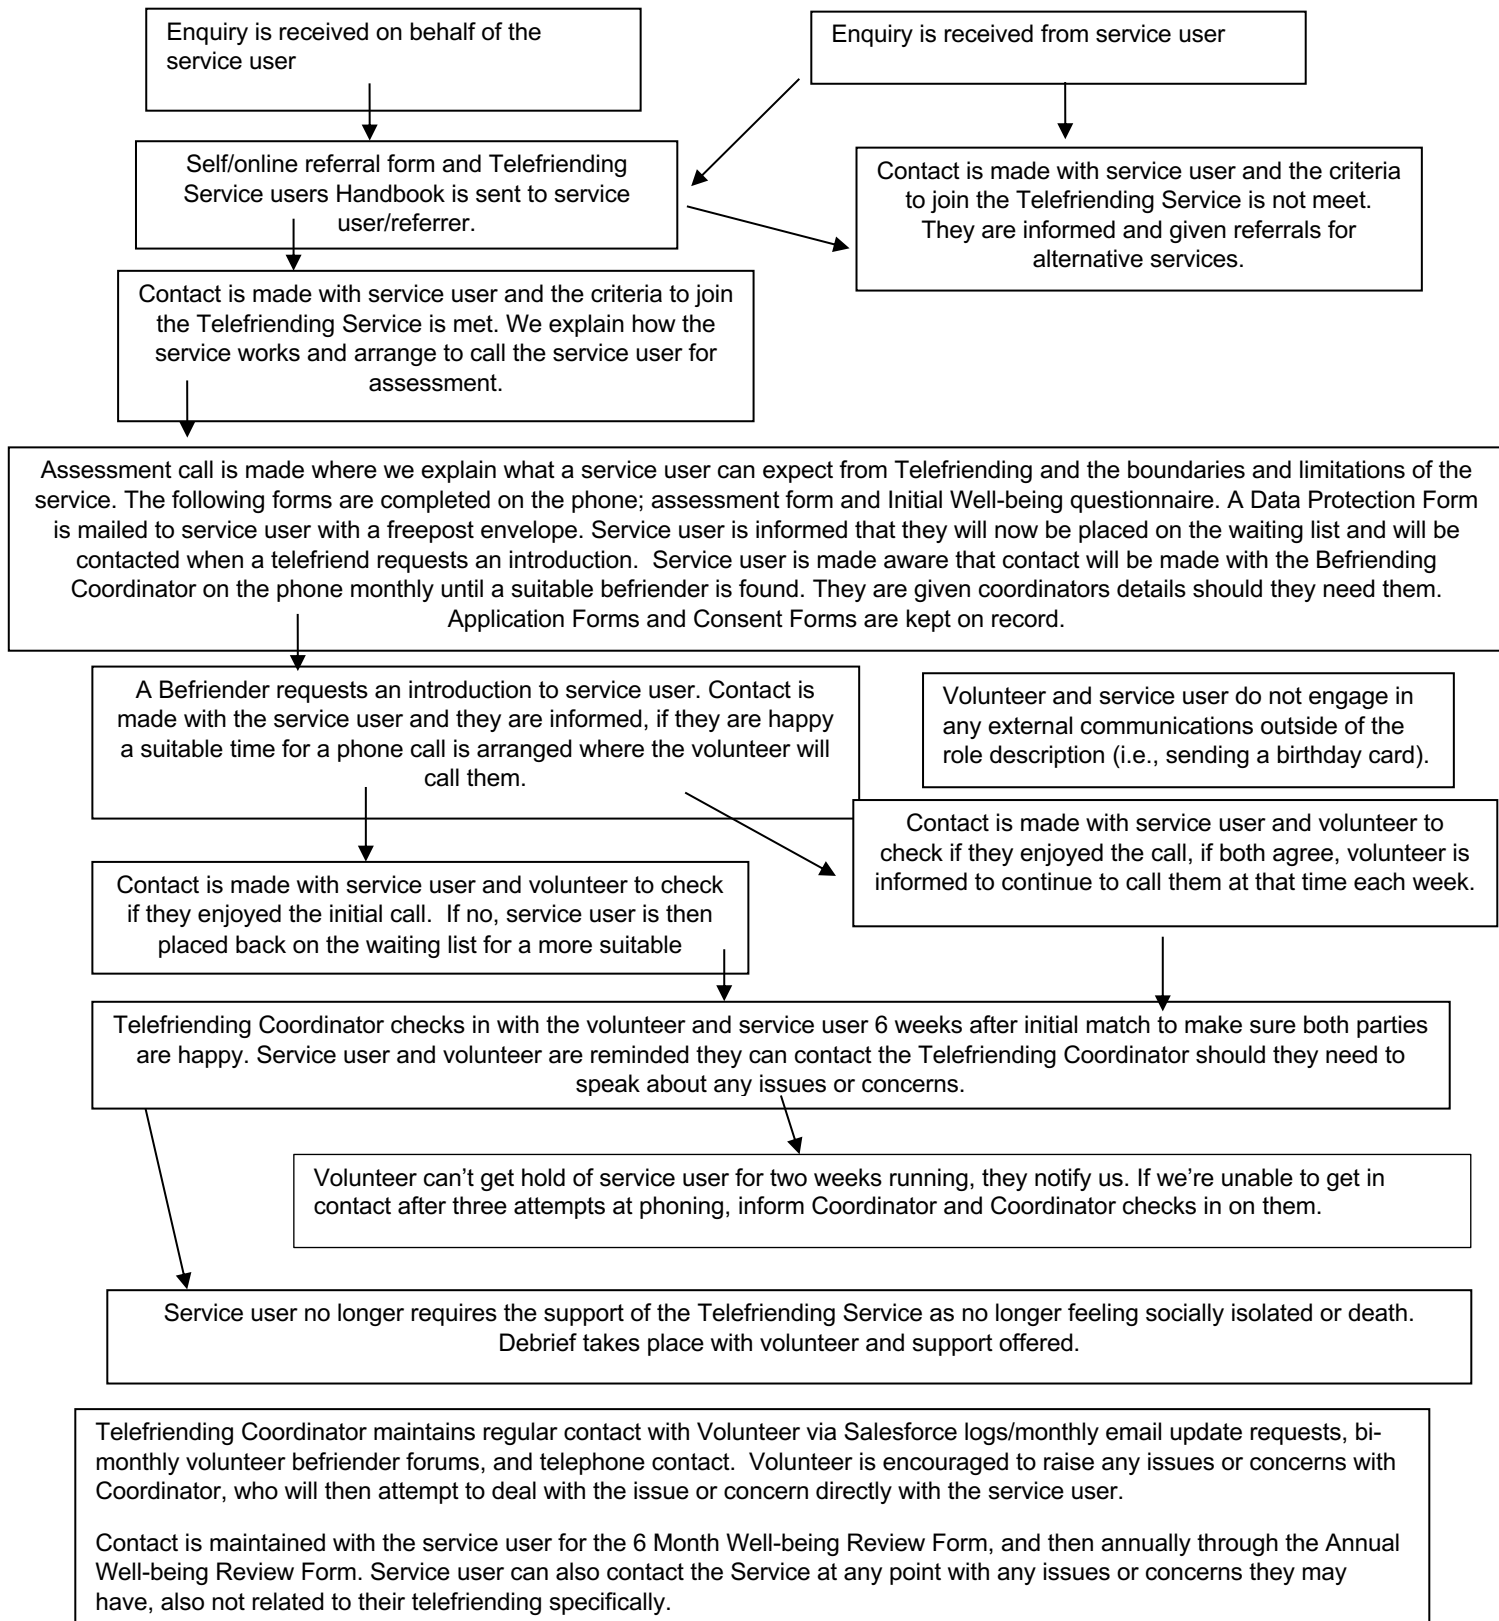 Enquiry is received on behalf of the
service user
Enquiry is received from service user
Self/online referral form and Telefriending
Service users Handbook is sent to service
user/referrer.
Contact is made with service user and the criteria
to join the Telefriending Service is not meet.
They are informed and given referrals for
alternative services.
Contact is made with service user and the criteria to join
the Telefriending Service is met. We explain how the
service works and arrange to call the service user for
assessment.
Assessment call is made where we explain what a service user can expect from Telefriending and the boundaries and limitations of the
service. The following forms are completed on the phone; assessment form and Initial Well-being questionnaire. A Data Protection Form
is mailed to service user with a freepost envelope. Service user is informed that they will now be placed on the waiting list and will be
contacted when a telefriend requests an introduction.  Service user is made aware that contact will be made with the Befriending
Coordinator on the phone monthly until a suitable befriender is found. They are given coordinators details should they need them.
Application Forms and Consent Forms are kept on record.
A Befriender requests an introduction to service user. Contact is
made with the service user and they are informed, if they are happy
a suitable time for a phone call is arranged where the volunteer will
call them.
Volunteer and service user do not engage in
any external communications outside of the
role description (i.e., sending a birthday card).
Contact is made with service user and volunteer to
check if they enjoyed the call, if both agree, volunteer is
informed to continue to call them at that time each week.
Contact is made with service user and volunteer to check
if they enjoyed the initial call.  If no, service user is then
placed back on the waiting list for a more suitable
Telefriending Coordinator checks in with the volunteer and service user 6 weeks after initial match to make sure both parties
are happy. Service user and volunteer are reminded they can contact the Telefriending Coordinator should they need to
speak about any issues or concerns.
Volunteer can’t get hold of service user for two weeks running, they notify us. If we’re unable to get in
contact after three attempts at phoning, inform Coordinator and Coordinator checks in on them.
Service user no longer requires the support of the Telefriending Service as no longer feeling socially isolated or death.
Debrief takes place with volunteer and support offered.
Telefriending Coordinator maintains regular contact with Volunteer via Salesforce logs/monthly email update requests, bi-
monthly volunteer befriender forums, and telephone contact.  Volunteer is encouraged to raise any issues or concerns with
Coordinator, who will then attempt to deal with the issue or concern directly with the service user.
Contact is maintained with the service user for the 6 Month Well-being Review Form, and then annually through the Annual
Well-being Review Form. Service user can also contact the Service at any point with any issues or concerns they may
have, also not related to their telefriending specifically.